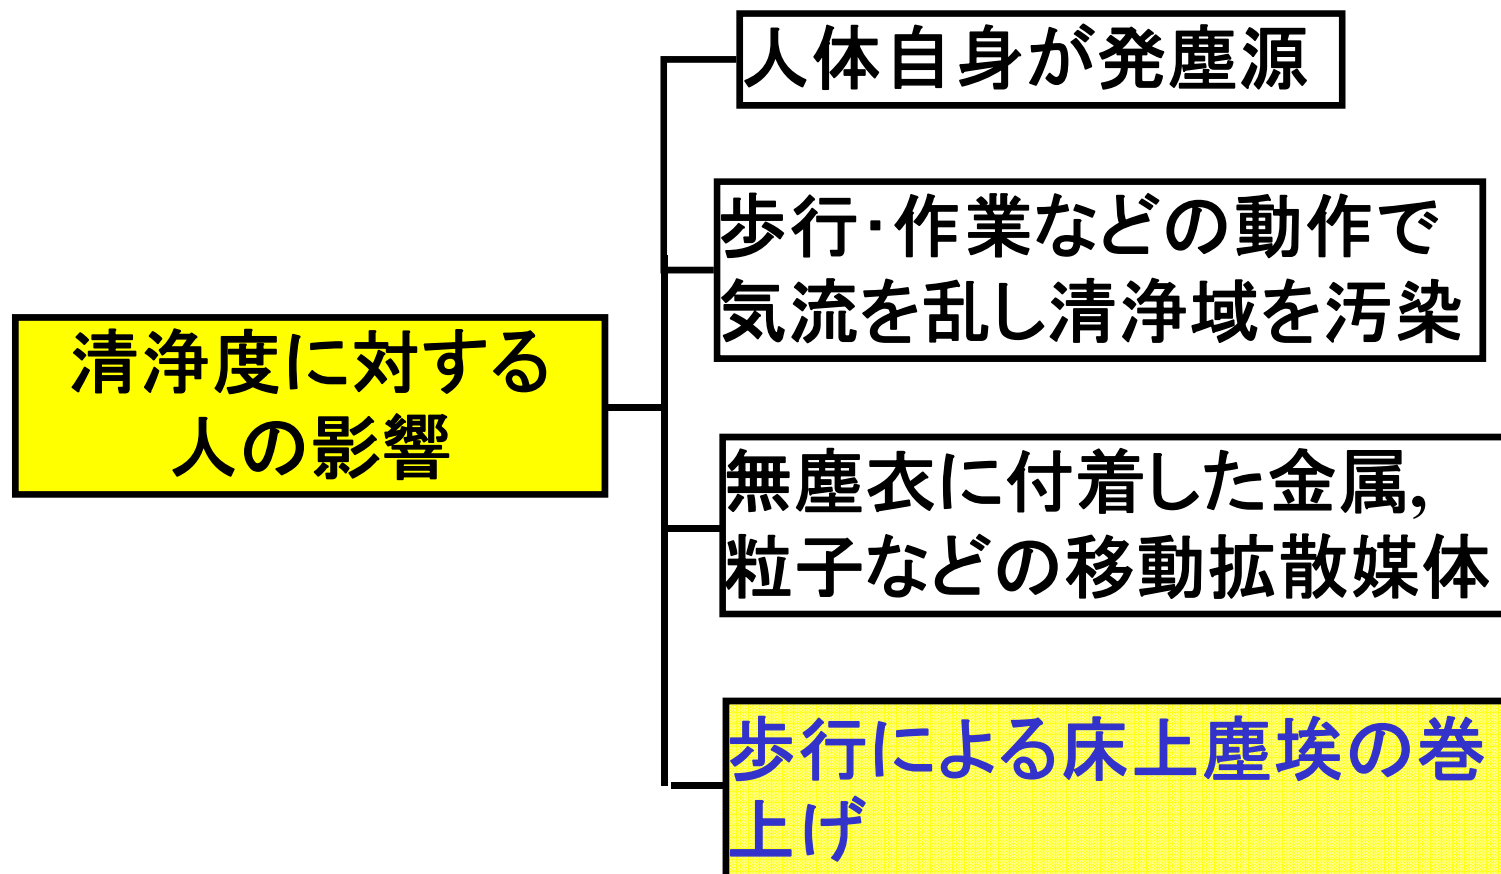 人体自身が発塵源
歩行・作業などの動作で
気流を乱し清浄域を汚染
清浄度に対する
人の影響
無塵衣に付着した金属,
粒子などの移動拡散媒体
歩行による床上塵埃の巻
上げ